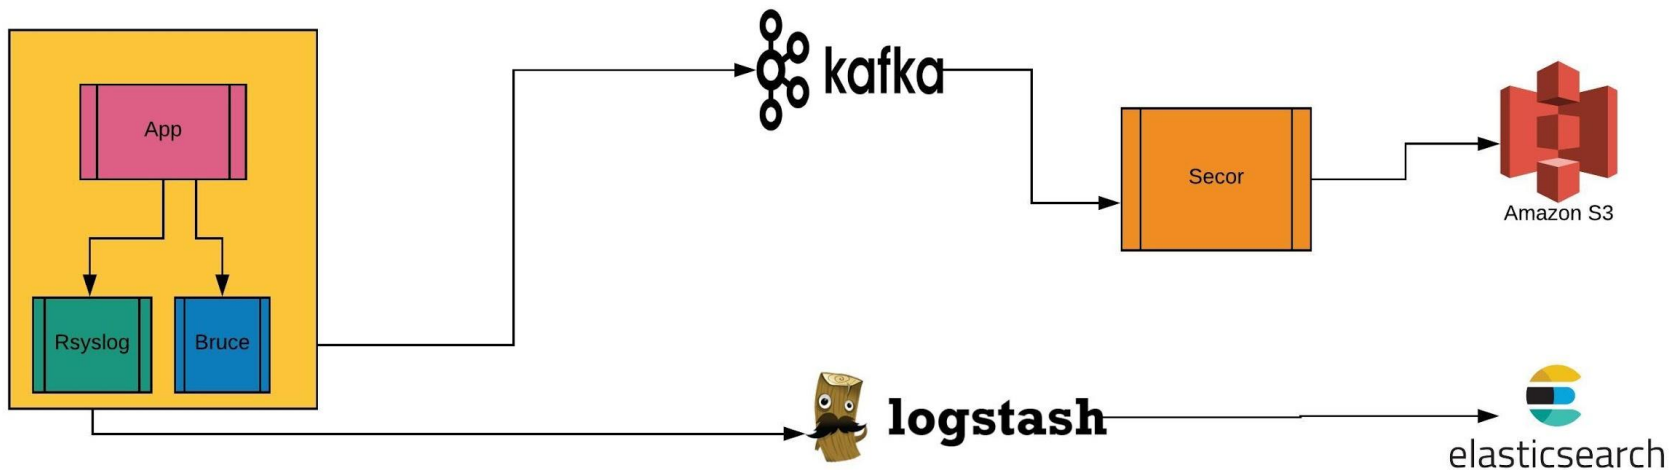 App
Rsyslog
Bruce
kafka
Secor
Amazon S3
logstash
elasticsearch